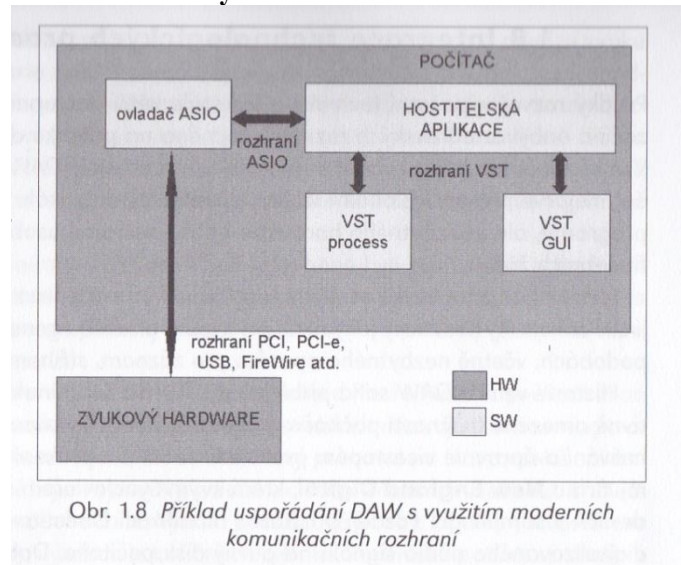 POČÍTAČ
ovladač ASIO
HOSTITELSKÁ
APLIKACE
rozhraní
ASIO
rozhraní VST
VST
process
VST
GUI
rozhraní PCI, PCI-e,
USB, FireWire atd.
ZVUKOVÝ HARDWARE
HW
SW
Obr. 1.8 Příklad uspořádání DAW s využitím moderních
komunikačních rozhraní